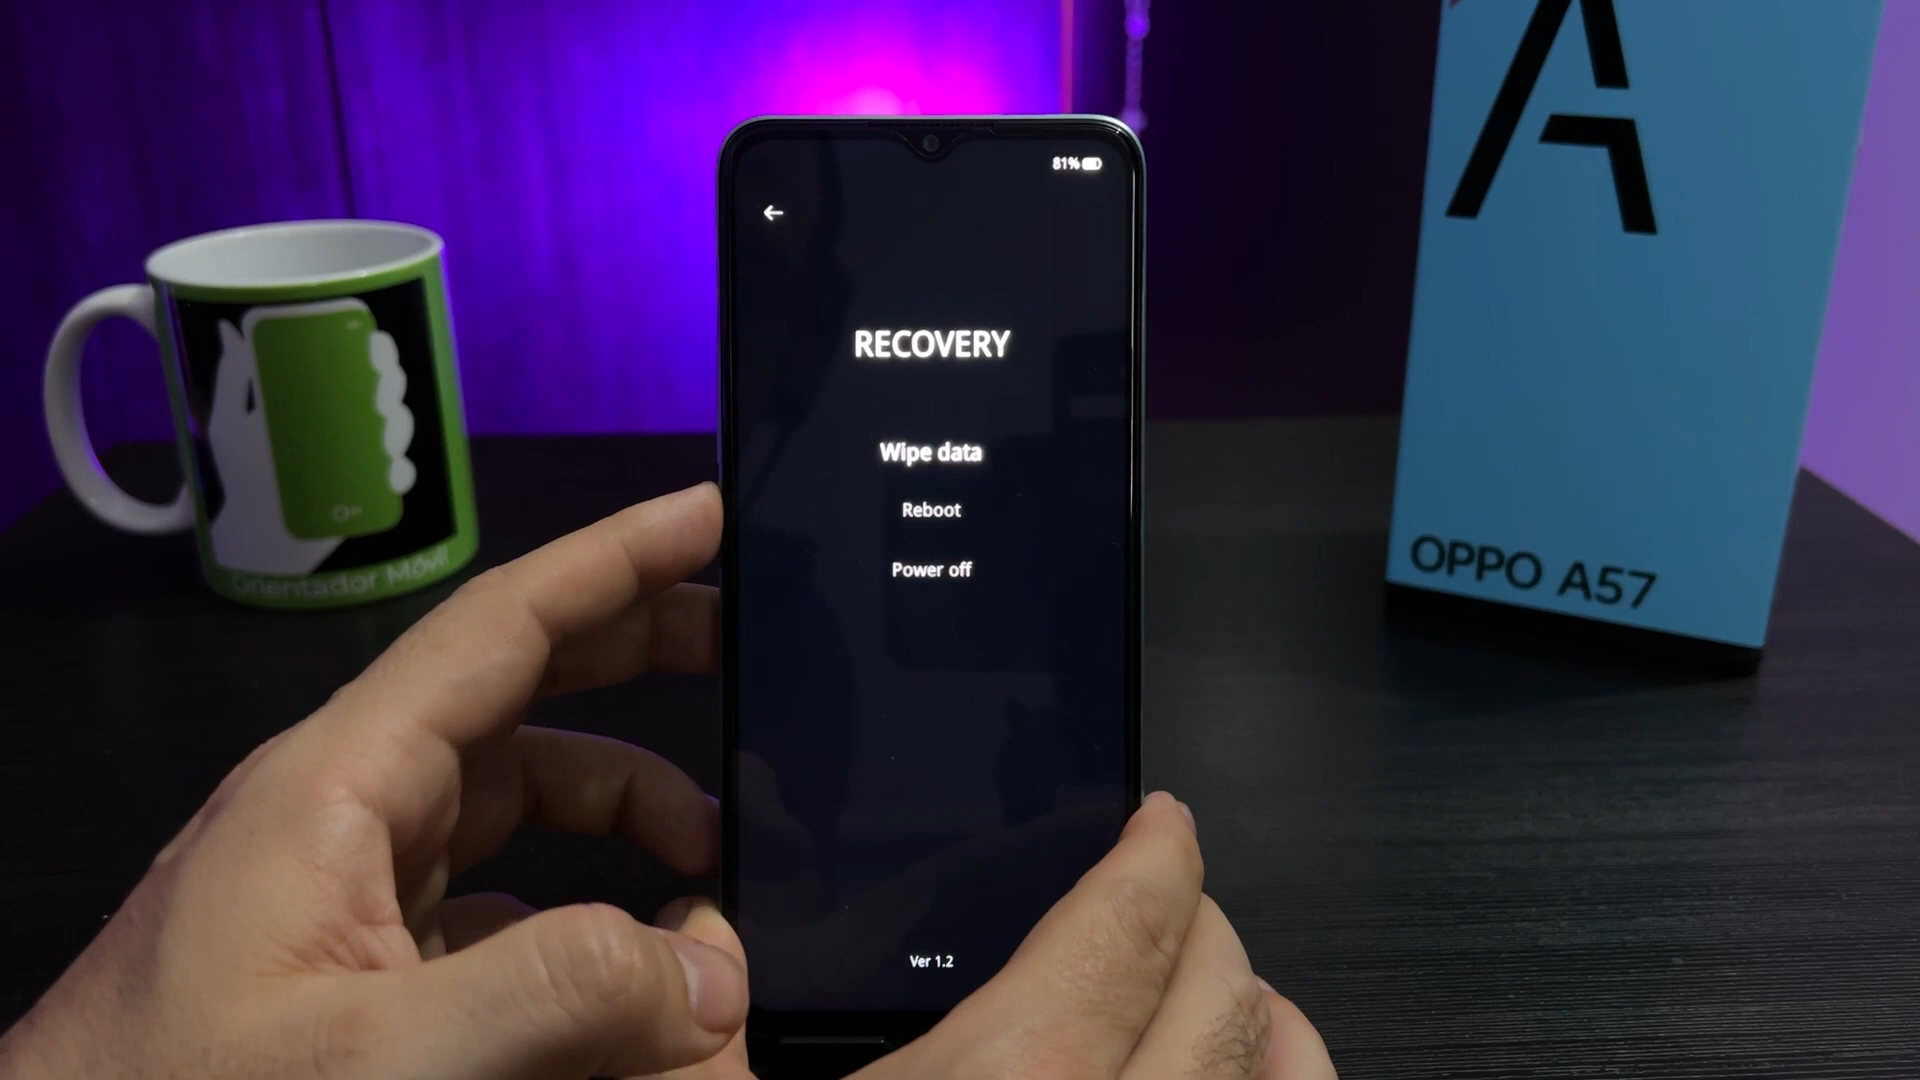 81%
RECOVERY
Wipe data
Reboot
Power off
Ver 1.2
Orientador Móvil
A
OPPO A57